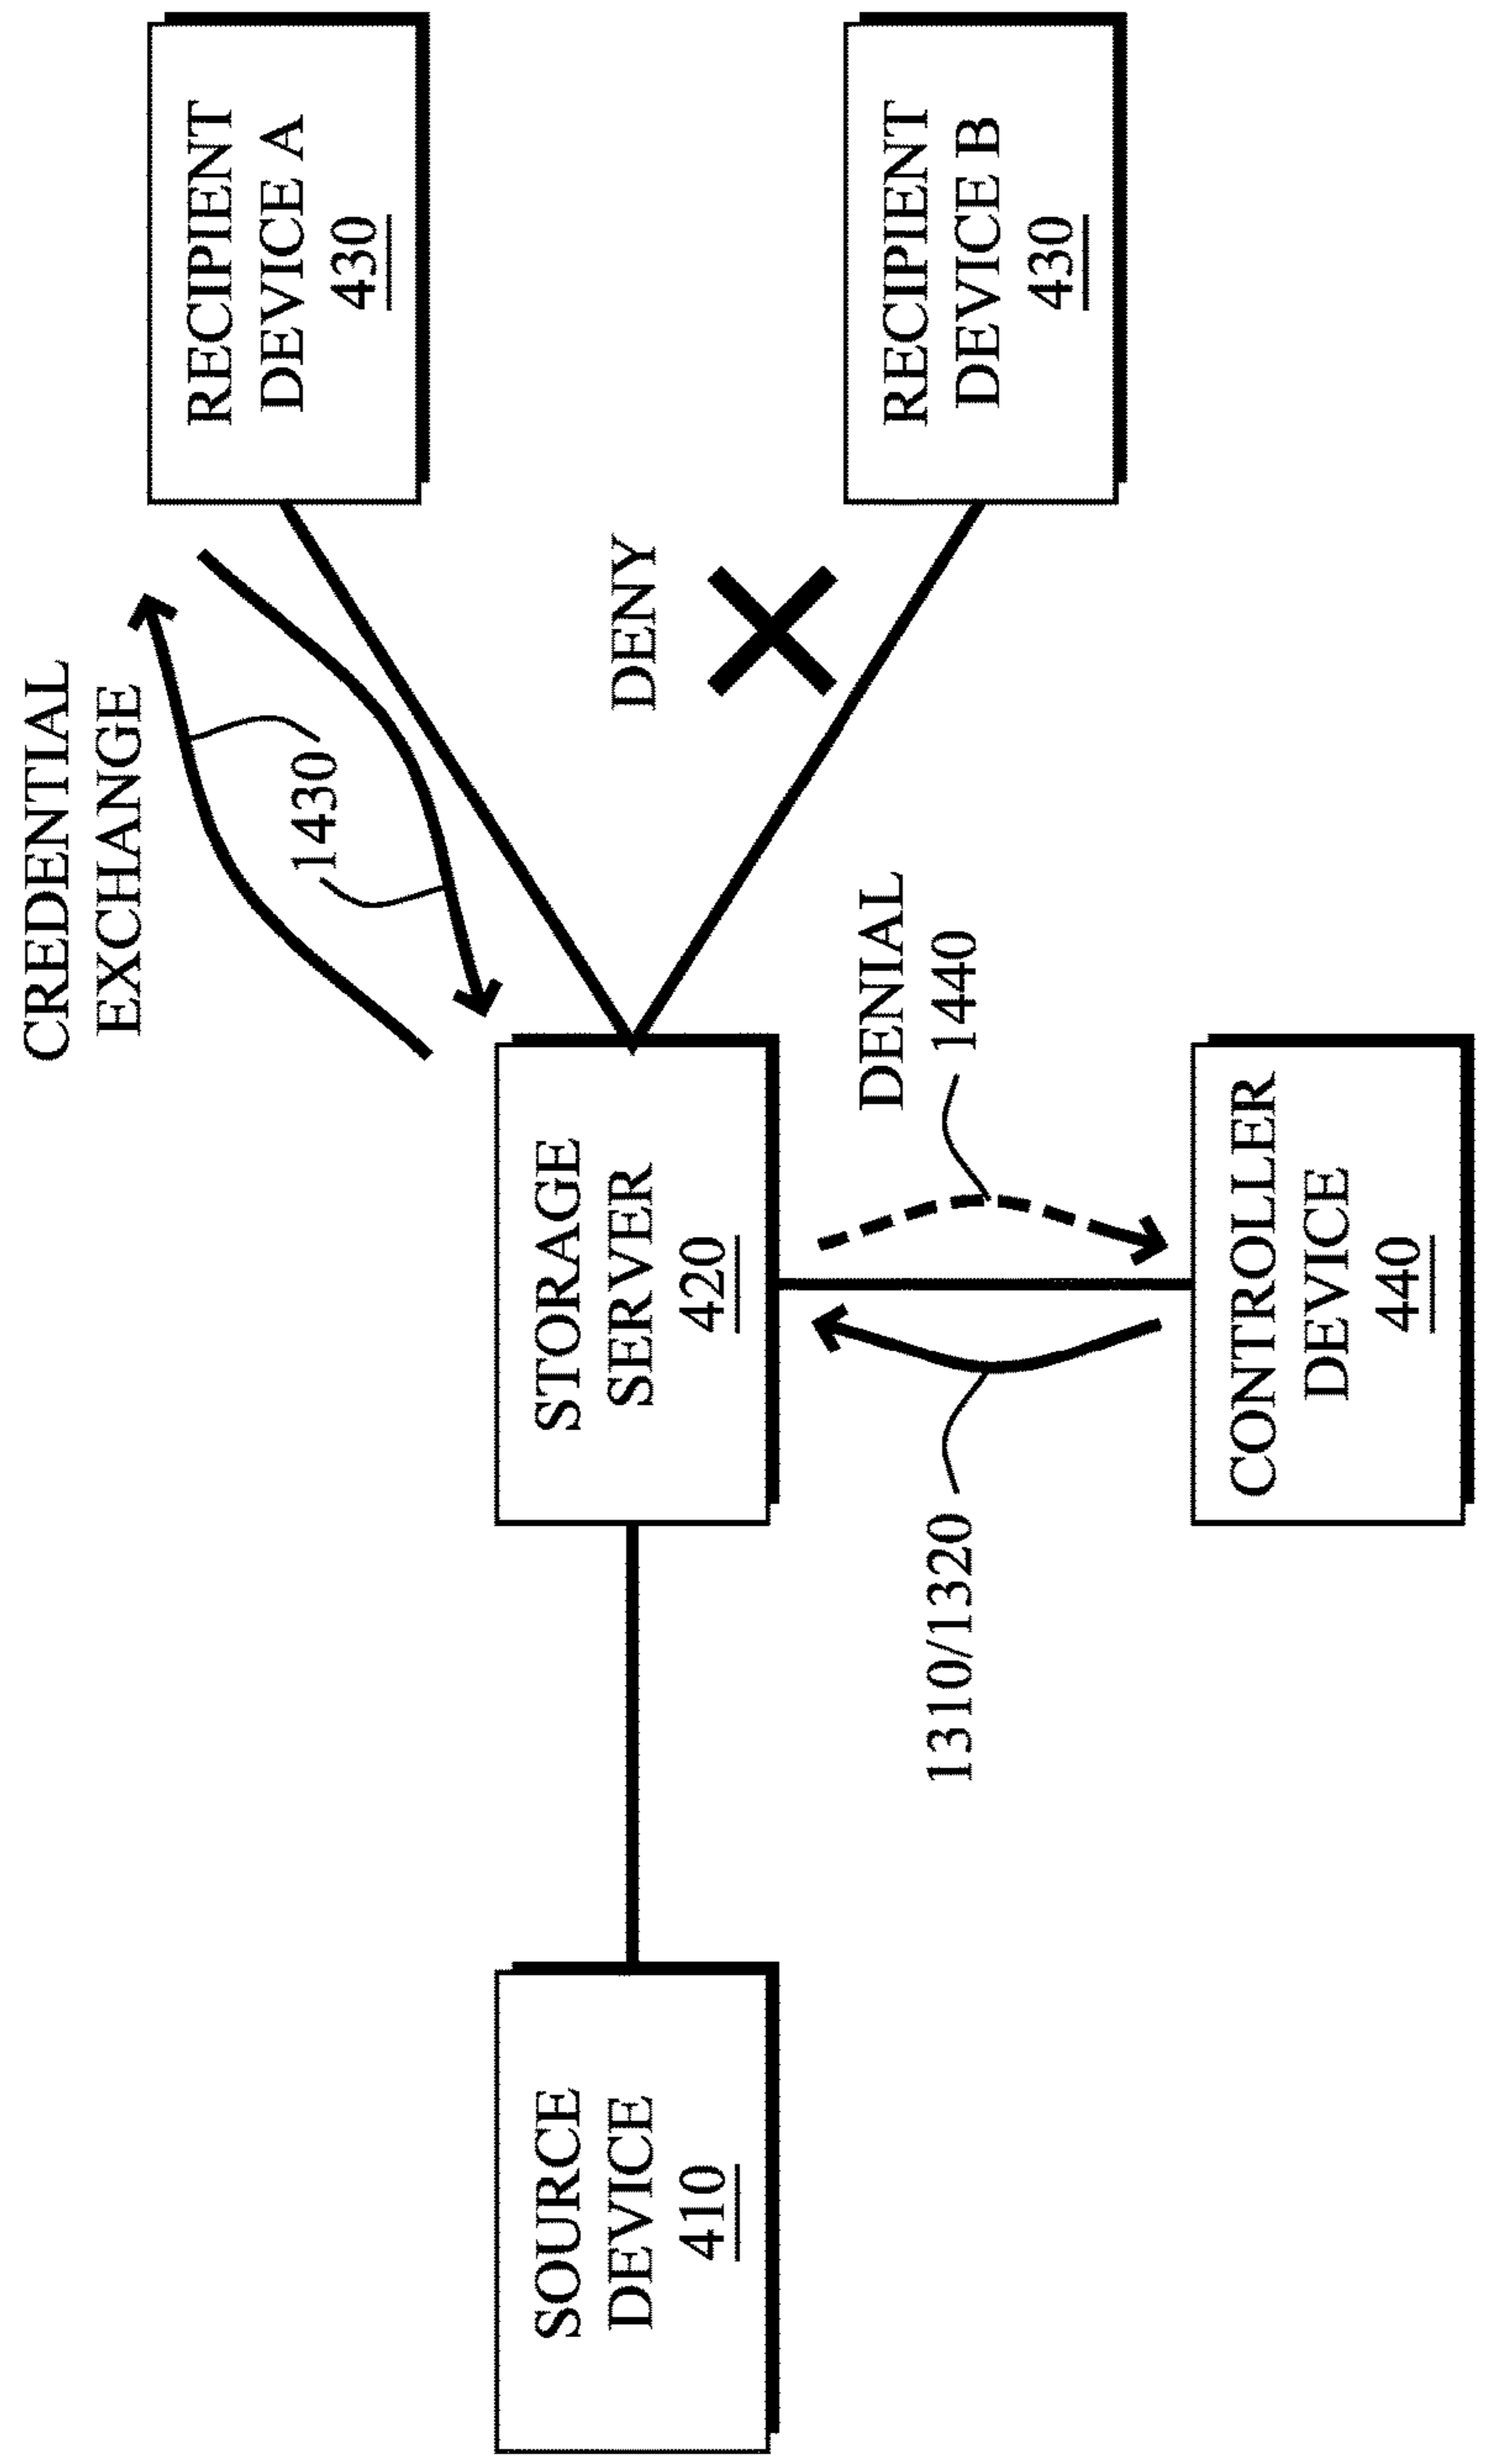 CREDENTIAL
EXCHANGE
1430
RECIPIENT
DEVICE A
430
DENY
SOURCE
DEVICE
410
STORAGE
SERVER
420
DENIAL
1440
RECIPIENT
DEVICE B
430
1310/1320
CONTROLLER
DEVICE
440